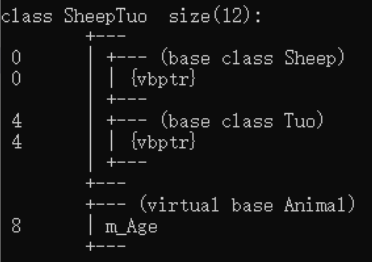 class SheepTuo  size(12):
        +---
 0      | +--- (base class Sheep)
 0      | | {vbptr}
        | +---
 4      | +--- (base class Tuo)
 4      | | {vbptr}
        | +---
        +---
        +--- (virtual base Animal)
 8      | m_Age
        +---